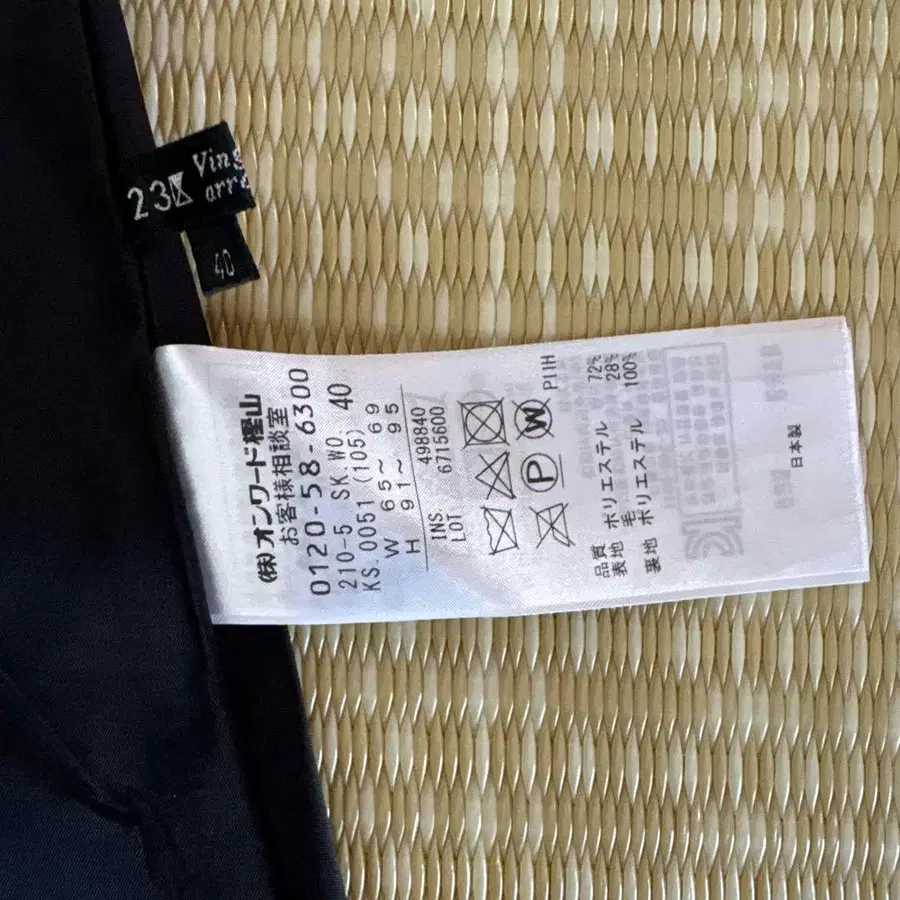 23区
Ving
arro
40
(株)オンワード樫山
お客様相談室
0120-58-6300
210-5 SK.WO. 40
KS.0051(105)
W 65~ 69
H 91~ 95
INS. 498840
LOT 6715600
W
P
P11H
品質
表地 ポリエステル 72%
毛 28%
裏地 ポリエステル 100%
日本製